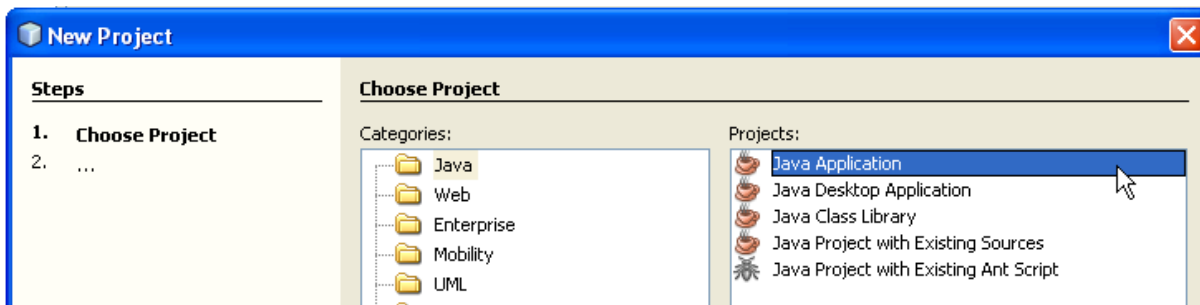 New Project
Steps
1. Choose Project
2. ...
Choose Project
Categories:
Java
Web
Enterprise
Mobility
UML
Projects:
Java Application
Java Desktop Application
Java Class Library
Java Project with Existing Sources
Java Project with Existing Ant Script